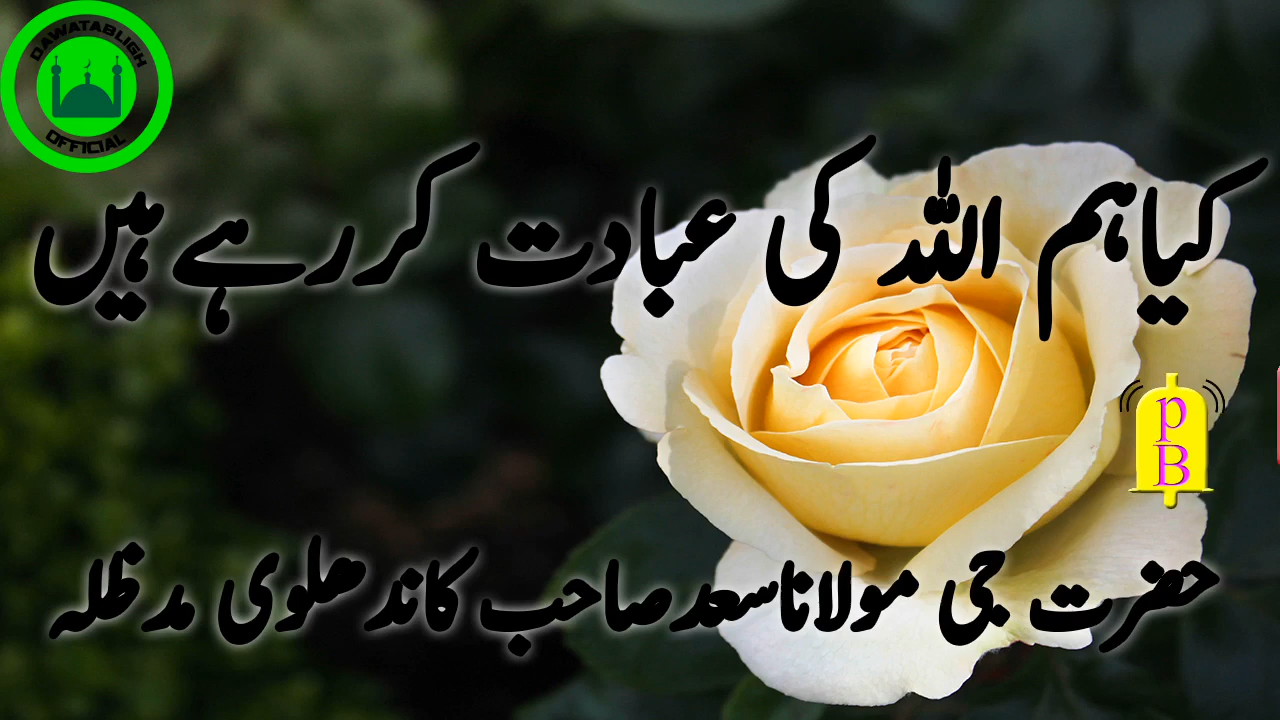 DAWATABLIGH
OFFICIAL
کیا ہم اللہ کی عبادت کر رہے ہیں
pB
حضرت جی مولانا سعد صاحب کاندھلوی مدظلہ